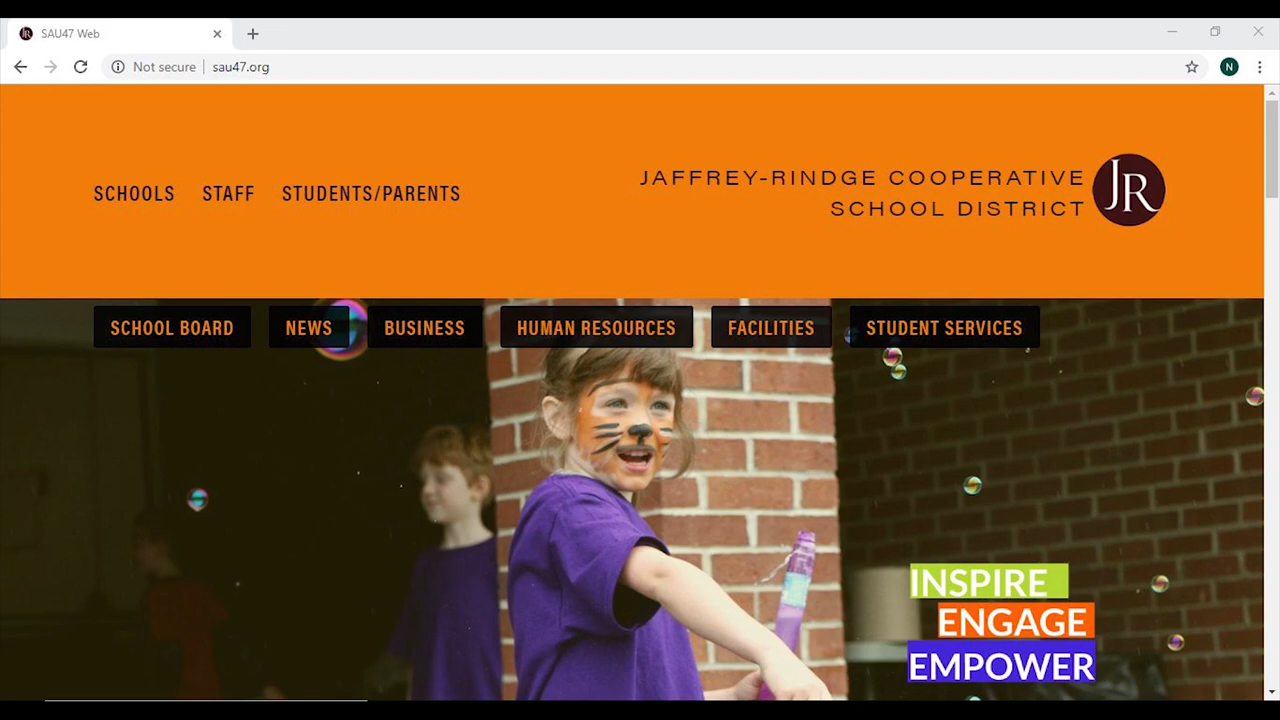 SAU47 Web
Not secure
sau47.org
N
SCHOOLS STAFF STUDENTS/PARENTS
JAFFREY-RINDGE COOPERATIVE
SCHOOL DISTRICT
JR
SCHOOL BOARD NEWS BUSINESS HUMAN RESOURCES FACILITIES STUDENT SERVICES
INSPIRE
ENGAGE
EMPOWER